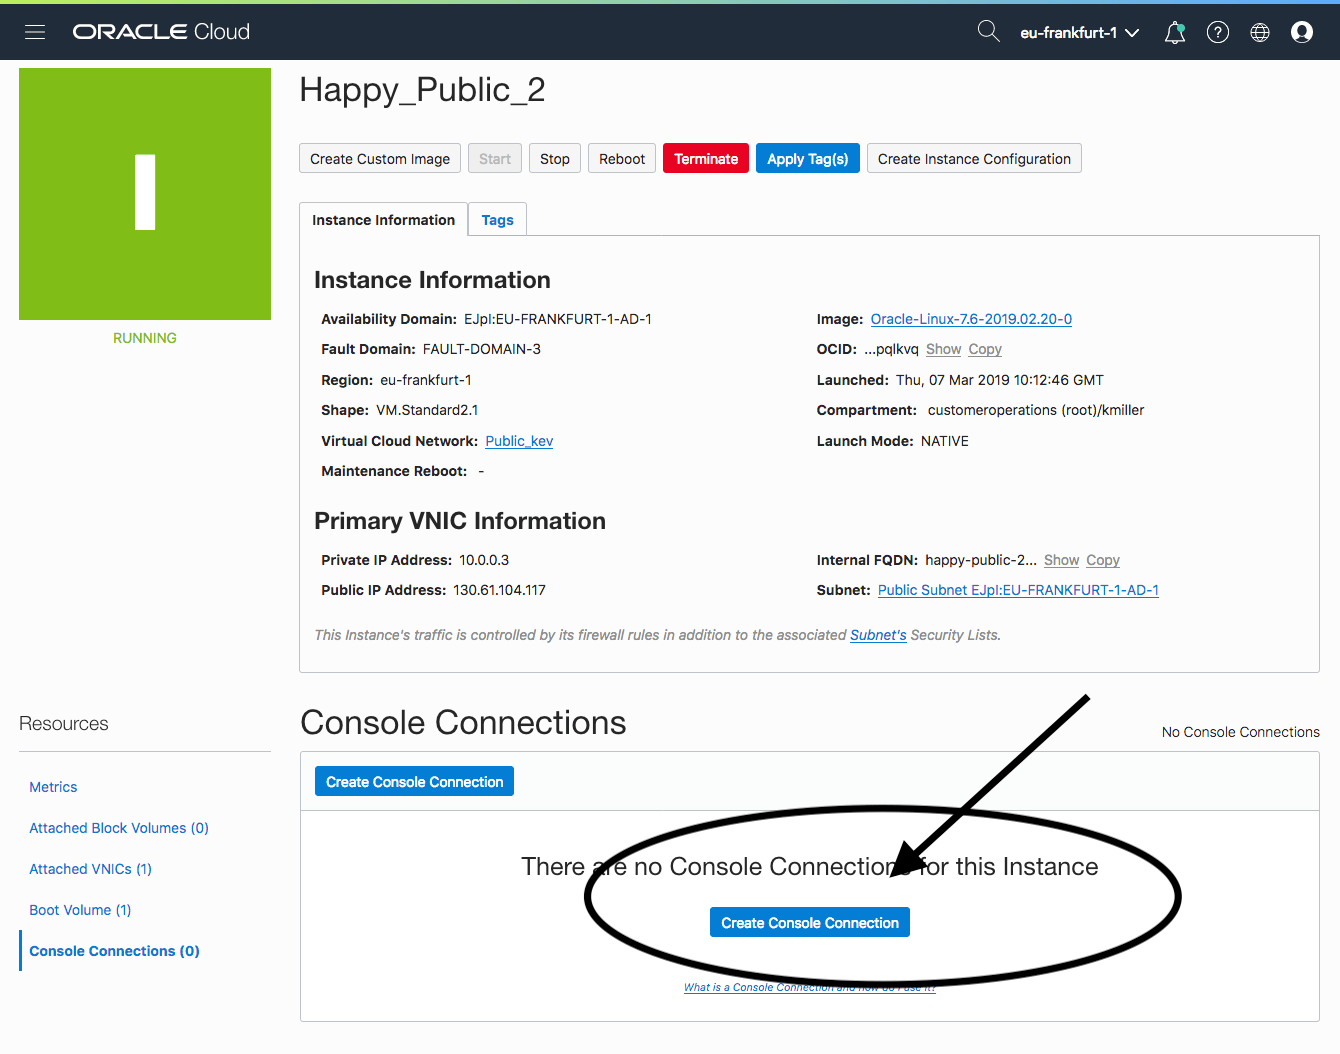 ORACLE Cloud
eu-frankfurt-1
Happy_Public_2
Create Custom Image Start Stop Reboot Terminate Apply Tag(s) Create Instance Configuration
I
RUNNING
Instance Information Tags
Instance Information
Availability Domain: EJpI:EU-FRANKFURT-1-AD-1
Fault Domain: FAULT-DOMAIN-3
Region: eu-frankfurt-1
Shape: VM.Standard2.1
Virtual Cloud Network: Public_kev
Maintenance Reboot: -
Image: Oracle-Linux-7.6-2019.02.20-0
OCID: ...pqlkvq Show Copy
Launched: Thu, 07 Mar 2019 10:12:46 GMT
Compartment: customeroperations (root)/kmiller
Launch Mode: NATIVE
Primary VNIC Information
Private IP Address: 10.0.0.3
Public IP Address: 130.61.104.117
Internal FQDN: happy-public-2... Show Copy
Subnet: Public Subnet EJpI:EU-FRANKFURT-1-AD-1
This Instance's traffic is controlled by its firewall rules in addition to the associated Subnet's Security Lists.
Resources
Metrics
Attached Block Volumes (0)
Attached VNICs (1)
Boot Volume (1)
Console Connections (0)
Console Connections
No Console Connections
Create Console Connection
There are no Console Connections for this Instance
Create Console Connection
What is a Console Connection and how do I use it?